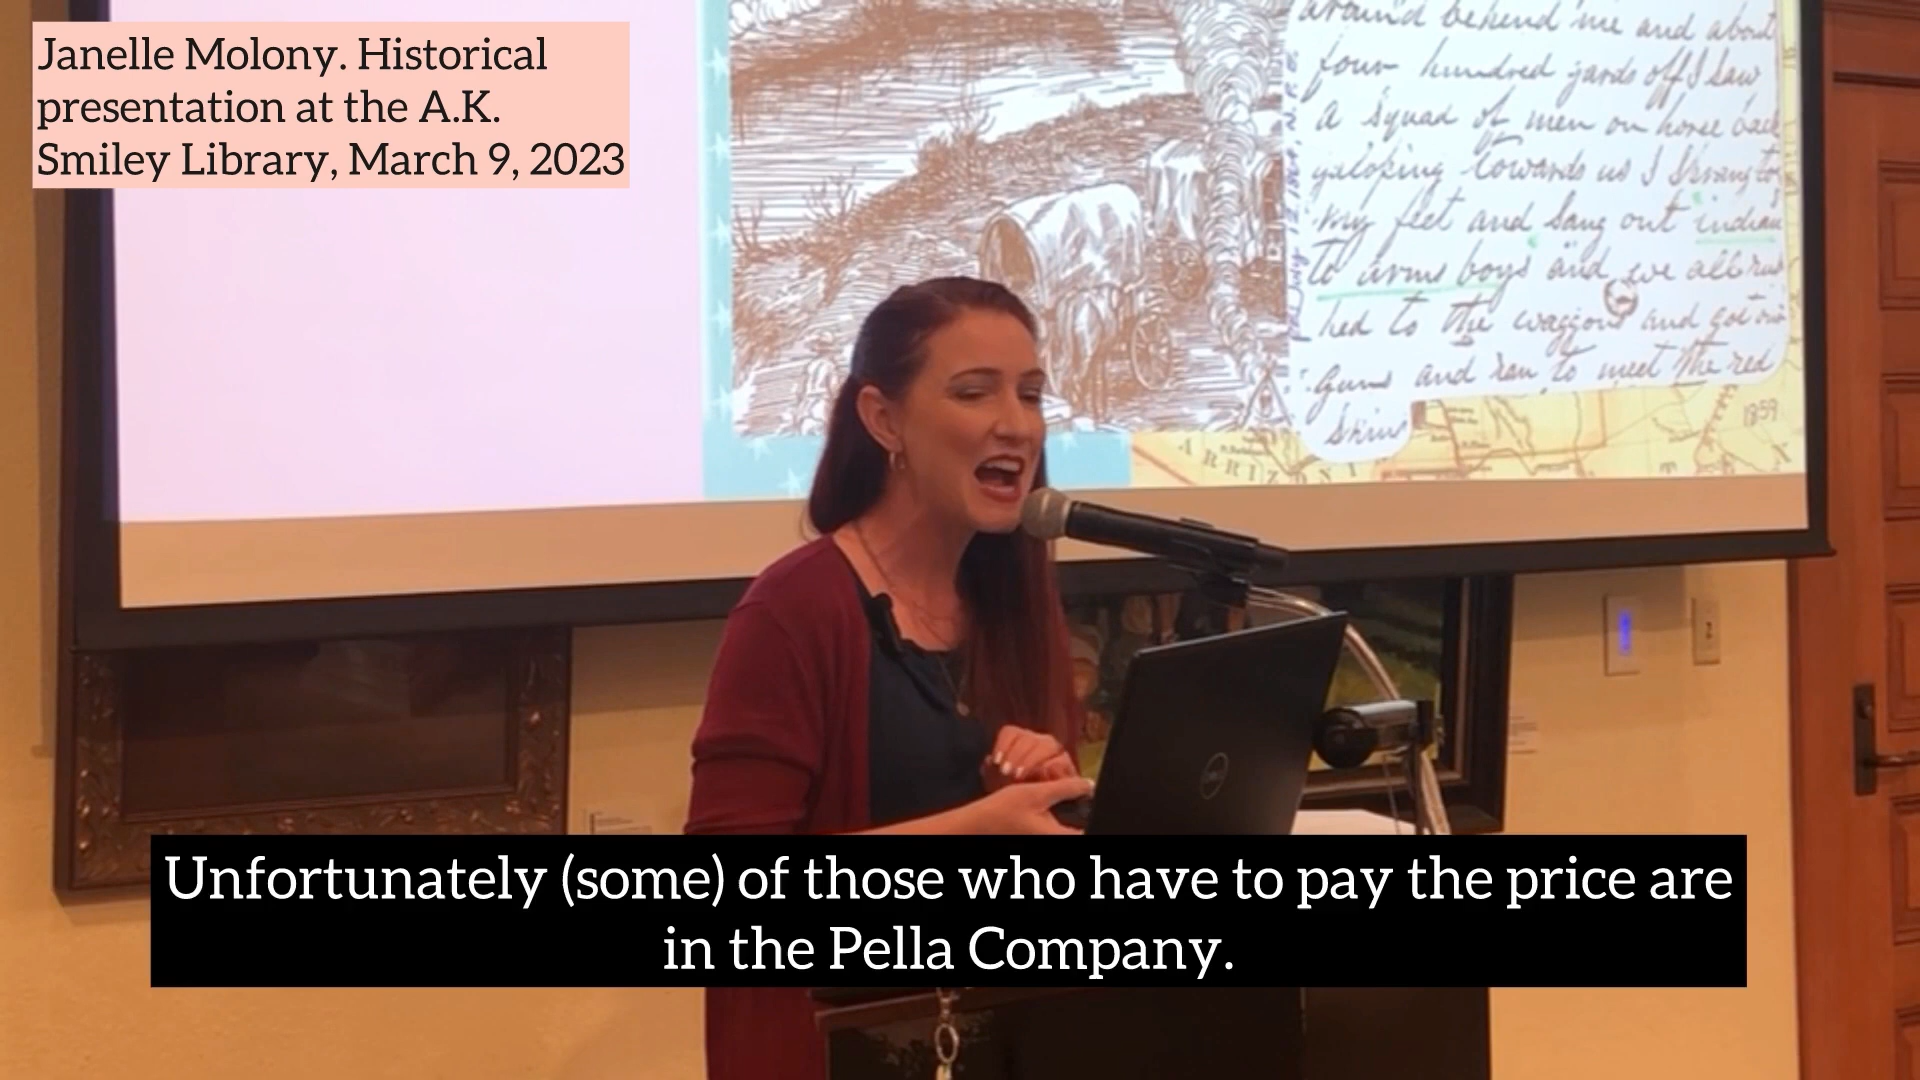 Janelle Molony. Historical
presentation at the A.K.
Smiley Library, March 9, 2023
around behend me and about
four hundred yards off I saw
a squad of men on horse back
galoping towards us I Sprang to
my feet and Sang out indian
to arms boys and we all rus
hed to the waggons and got our
Guns and ran to meet the red
Skins
1859
ARRIZONI
DELL
Unfortunately (some) of those who have to pay the price are
in the Pella Company.